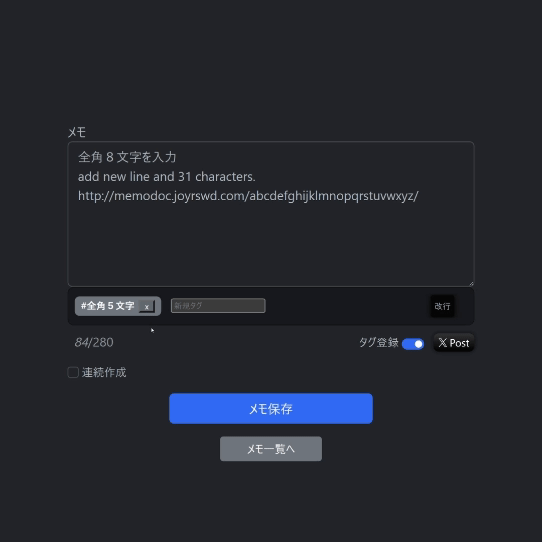 メモ
全角８文字を入力
add new line and 31 characters.
http://memodoc.joyrswd.com/abcdefghijklmnopqrstuvwxyz/
#全角５文字 x 新規タグ 改行
84/280 タグ登録 X Post
連続作成
メモ保存
メモ一覧へ